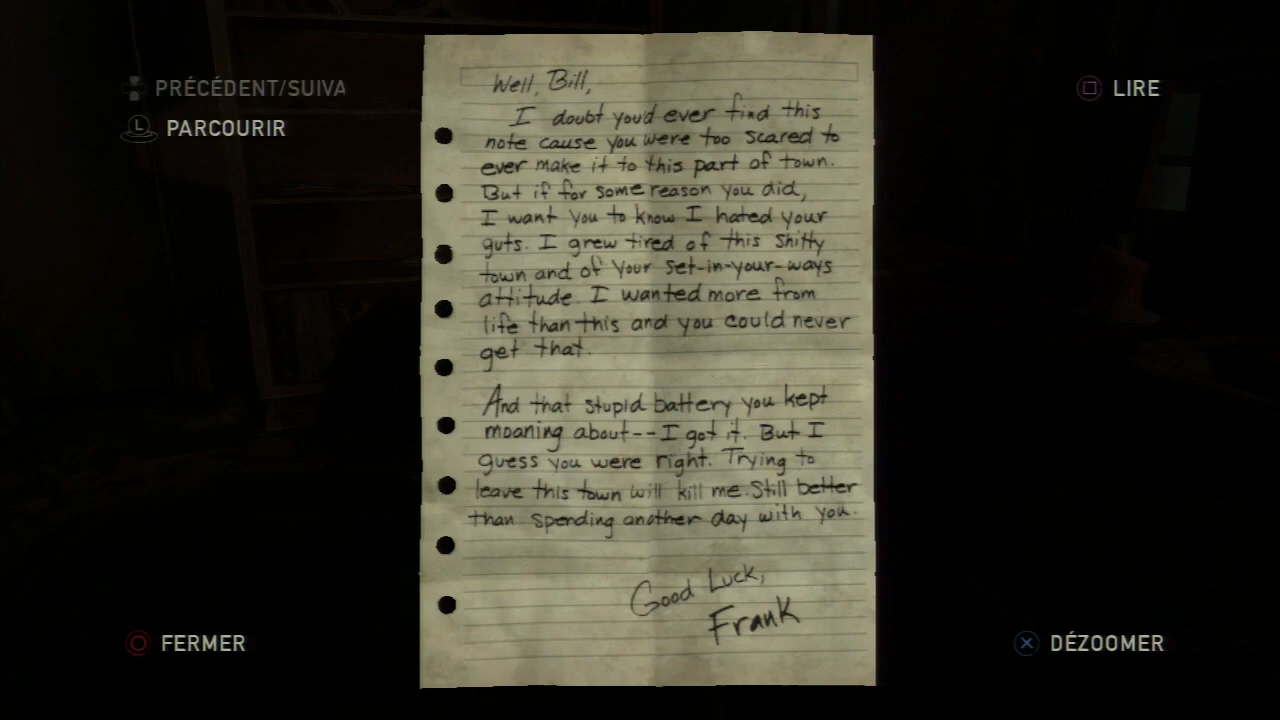 PRÉCÉDENT/SUIVA
PARCOURIR
LIRE
Well, Bill,
I doubt you'd ever find this
note cause you were too scared to
ever make it to this part of town.
But if for some reason you did,
I want you to know I hated your
guts. I grew tired of this shitty
town and of your set-in-your-ways
attitude. I wanted more from
life than this and you could never
get that.
And that stupid battery you kept
moaning about--I got it. But I
guess you were right. Trying to
leave this town will kill me. Still better
than spending another day with you.
Good Luck,
Frank
FERMER
DÉZOOMER